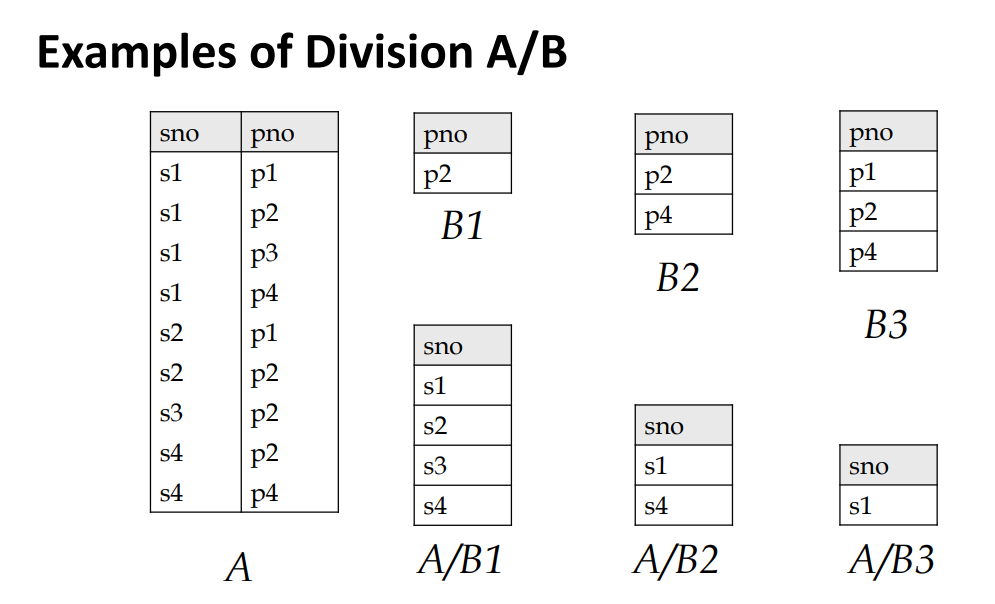 Examples of Division A/B
sno pno
s1 p1
s1 p2
s1 p3
s1 p4
s2 p1
s2 p2
s3 p2
s4 p2
s4 p4
A
pno
p2
B1
pno
p2
p4
B2
pno
p1
p2
p4
B3
sno
s1
s2
s3
s4
A/B1
sno
s1
s4
A/B2
sno
s1
A/B3